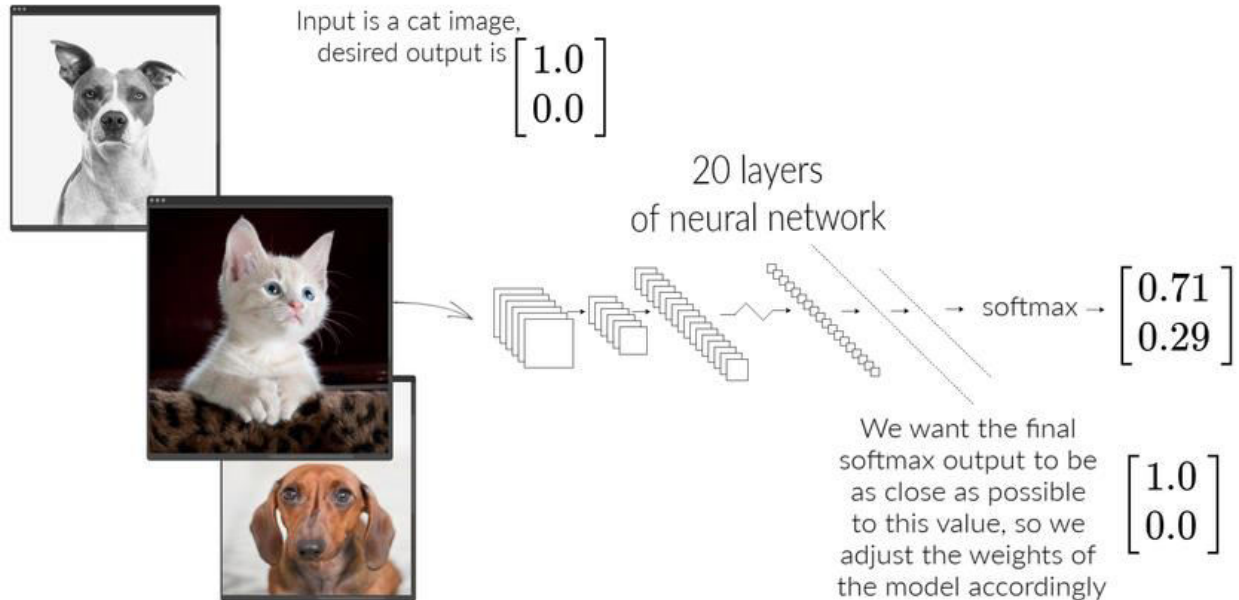 Input is a cat image,
desired output is
1.0
0.0
20 layers
of neural network
softmax
0.71
0.29
We want the final
softmax output to be
as close as possible
to this value, so we
adjust the weights of
the model accordingly
1.0
0.0